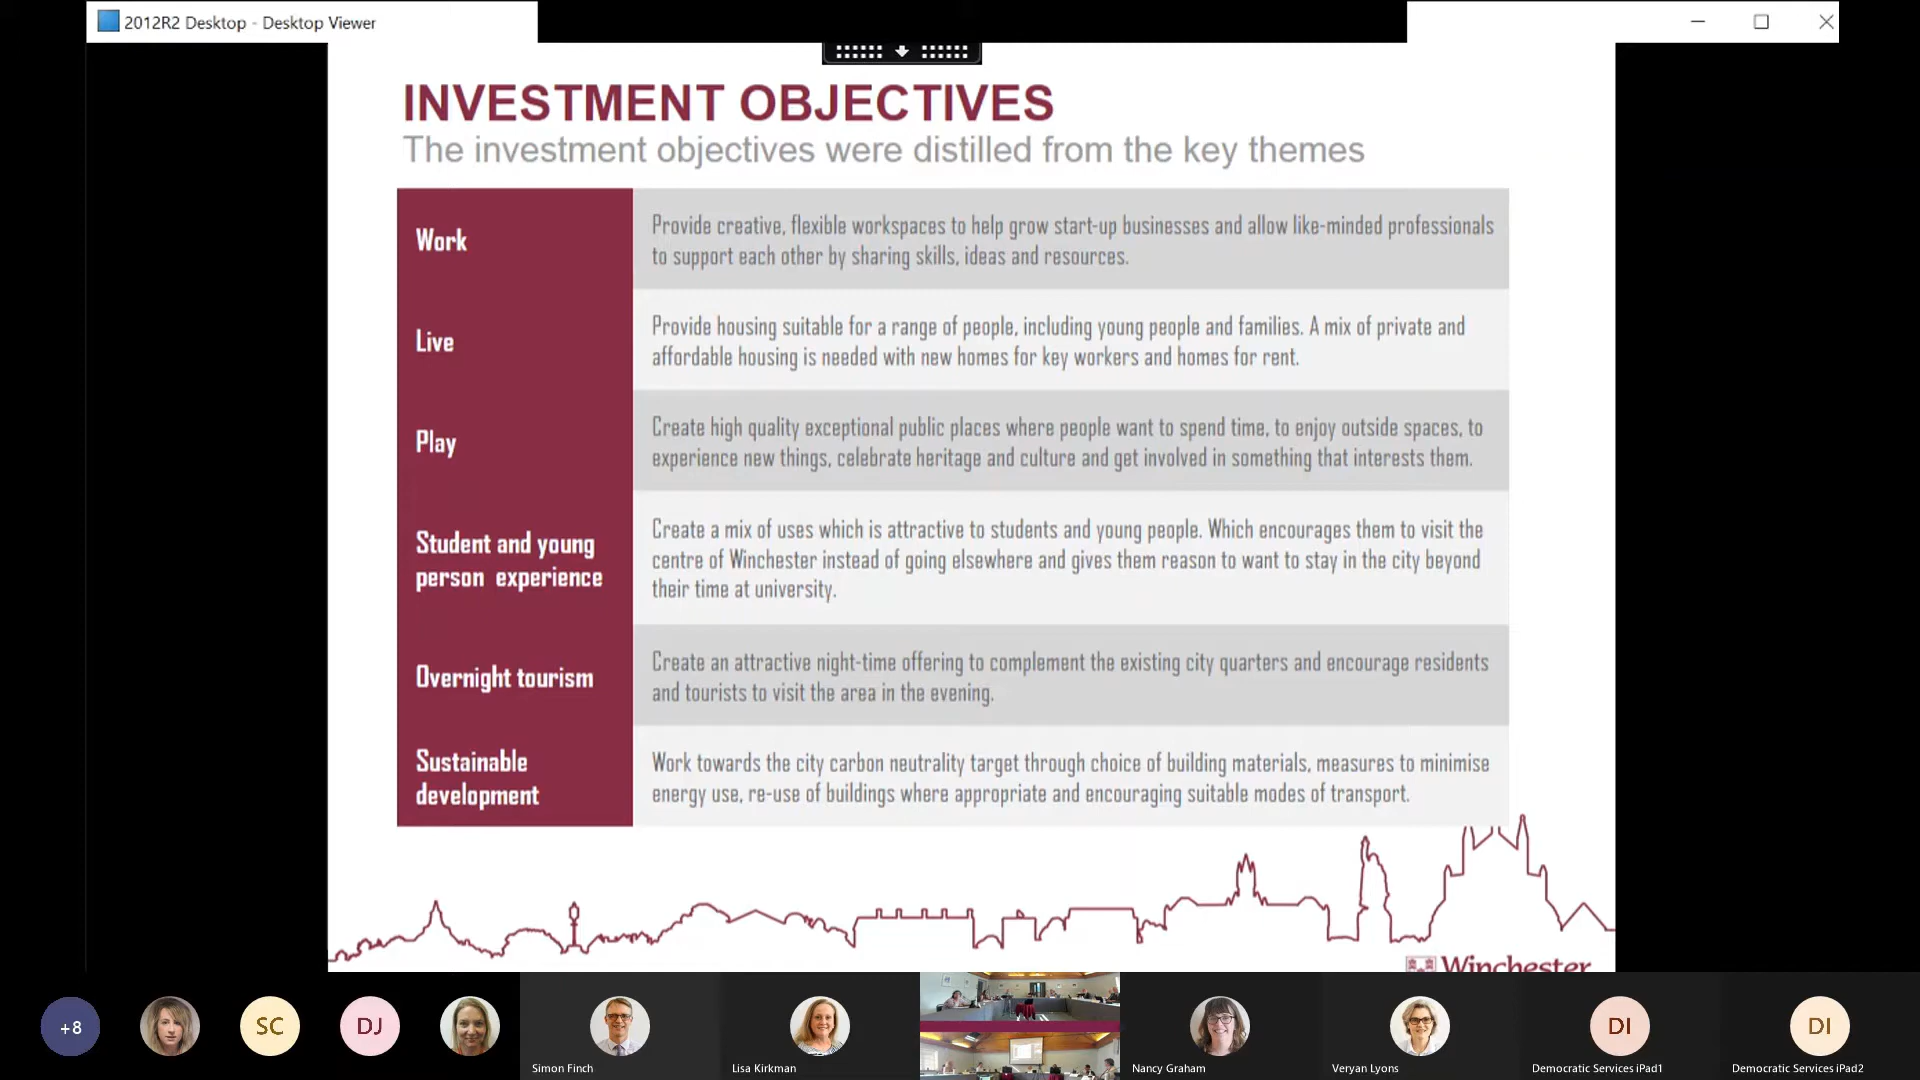 2012R2 Desktop - Desktop Viewer
INVESTMENT OBJECTIVES
The investment objectives were distilled from the key themes
Work
Provide creative, flexible workspaces to help grow start-up businesses and allow like-minded professionals
to support each other by sharing skills, ideas and resources.
Live
Provide housing suitable for a range of people, including young people and families. A mix of private and
affordable housing is needed with new homes for key workers and homes for rent.
Play
Create high quality exceptional public places where people want to spend time, to enjoy outside spaces, to
experience new things, celebrate heritage and culture and get involved in something that interests them.
Student and young
person experience
Create a mix of uses which is attractive to students and young people. Which encourages them to visit the
centre of Winchester instead of going elsewhere and gives them reason to want to stay in the city beyond
their time at university.
Overnight tourism
Create an attractive night-time offering to complement the existing city quarters and encourage residents
and tourists to visit the area in the evening.
Sustainable
development
Work towards the city carbon neutrality target through choice of building materials, measures to minimise
energy use, re-use of buildings where appropriate and encouraging suitable modes of transport.
Winchester
+8
SC
DJ
Simon Finch
Lisa Kirkman
Nancy Graham
Veryan Lyons
DI
Democratic Services iPad1
DI
Democratic Services iPad2